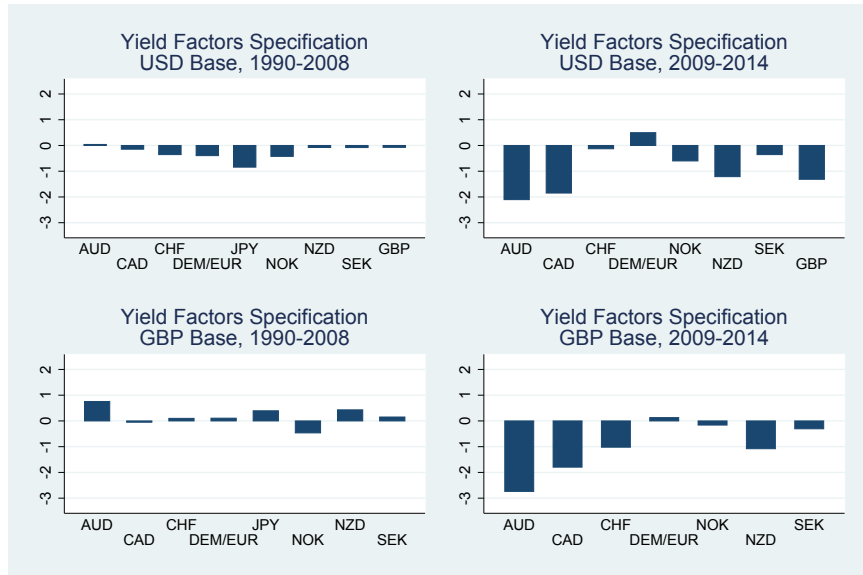 Yield Factors Specification
USD Base, 1990-2008
2
1
0
-1
-2
-3
AUD CHF JPY NZD GBP
CAD DEM/EUR NOK SEK
Yield Factors Specification
USD Base, 2009-2014
2
1
0
-1
-2
-3
AUD CHF NOK SEK
CAD DEM/EUR NZD GBP
Yield Factors Specification
GBP Base, 1990-2008
2
1
0
-1
-2
-3
AUD CHF JPY NZD
CAD DEM/EUR NOK SEK
Yield Factors Specification
GBP Base, 2009-2014
2
1
0
-1
-2
-3
AUD CHF NOK SEK
CAD DEM/EUR NZD